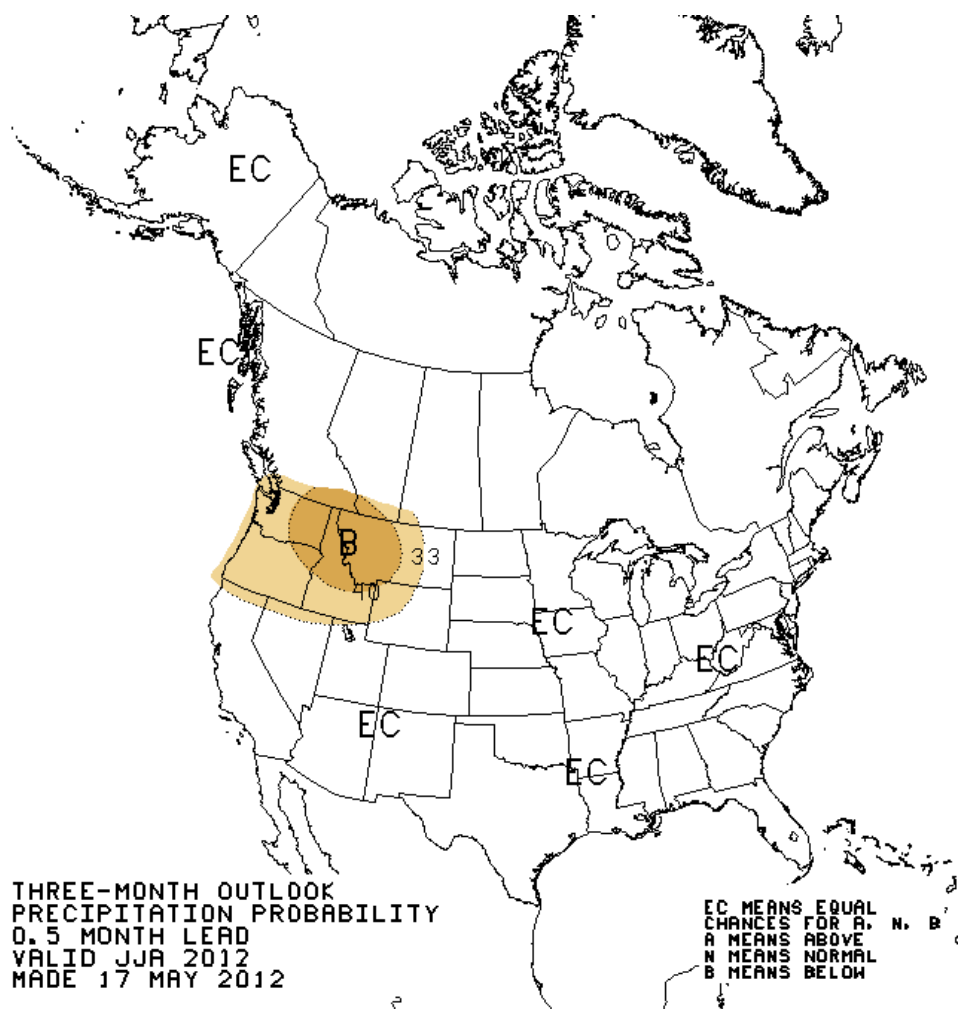 EC
EC
B
33
40
EC
EC
EC
EC
THREE-MONTH OUTLOOK
PRECIPITATION PROBABILITY
0.5 MONTH LEAD
VALID JJA 2012
MADE 17 MAY 2012
EC MEANS EQUAL
CHANCES FOR A, N, B
A MEANS ABOVE
N MEANS NORMAL
B MEANS BELOW